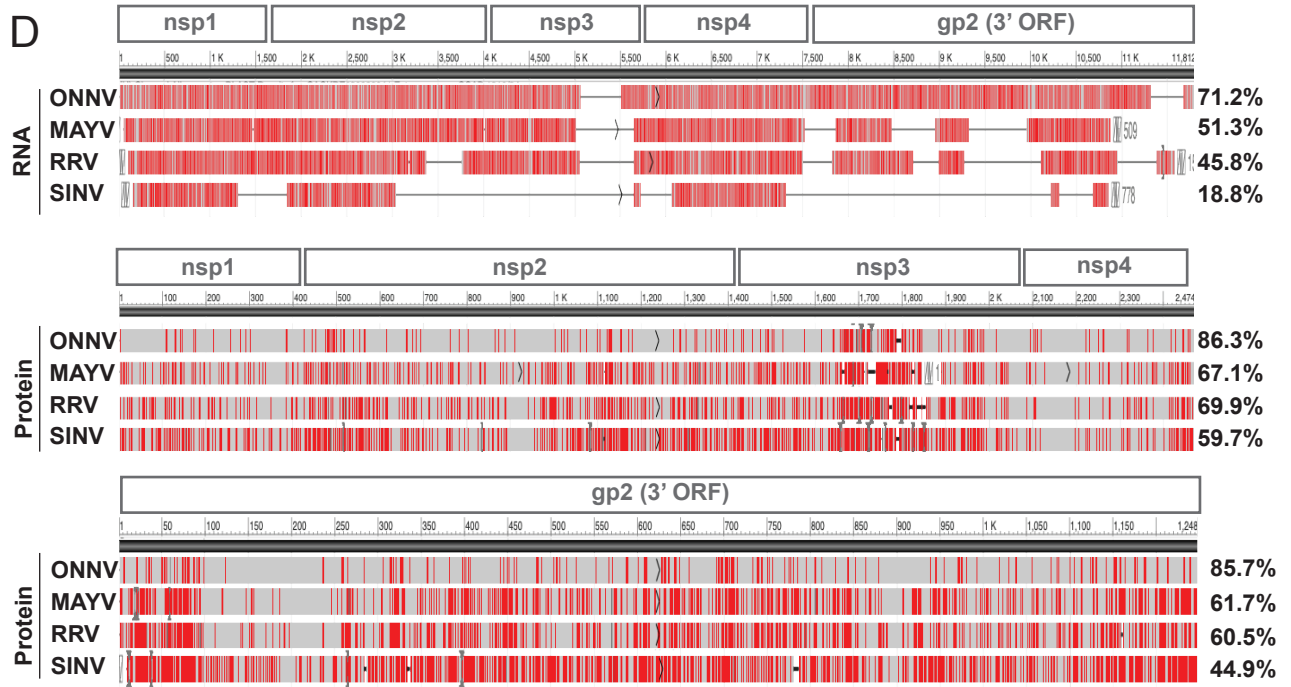 D
nsp1 nsp2 nsp3 nsp4 gp2 (3' ORF)
1 500 1 K 1,500 2 K 2,500 3 K 3,500 4 K 4,500 5 K 5,500 6 K 6,500 7 K 7,500 8 K 8,500 9 K 9,500 10 K 10,500 11 K 11,812
RNA
ONNV 71.2%
MAYV 509 51.3%
RRV 45.8%
SINV 778 18.8%
nsp1 nsp2 nsp3 nsp4
1 100 200 300 400 500 600 700 800 900 1 K 1,100 1,200 1,300 1,400 1,500 1,600 1,700 1,800 1,900 2 K 2,100 2,200 2,300 2,474
Protein
ONNV 86.3%
MAYV 67.1%
RRV 69.9%
SINV 59.7%
gp2 (3' ORF)
1 50 100 150 200 250 300 350 400 450 500 550 600 650 700 750 800 850 900 950 1 K 1,050 1,100 1,150 1,248
Protein
ONNV 85.7%
MAYV 61.7%
RRV 60.5%
SINV 44.9%